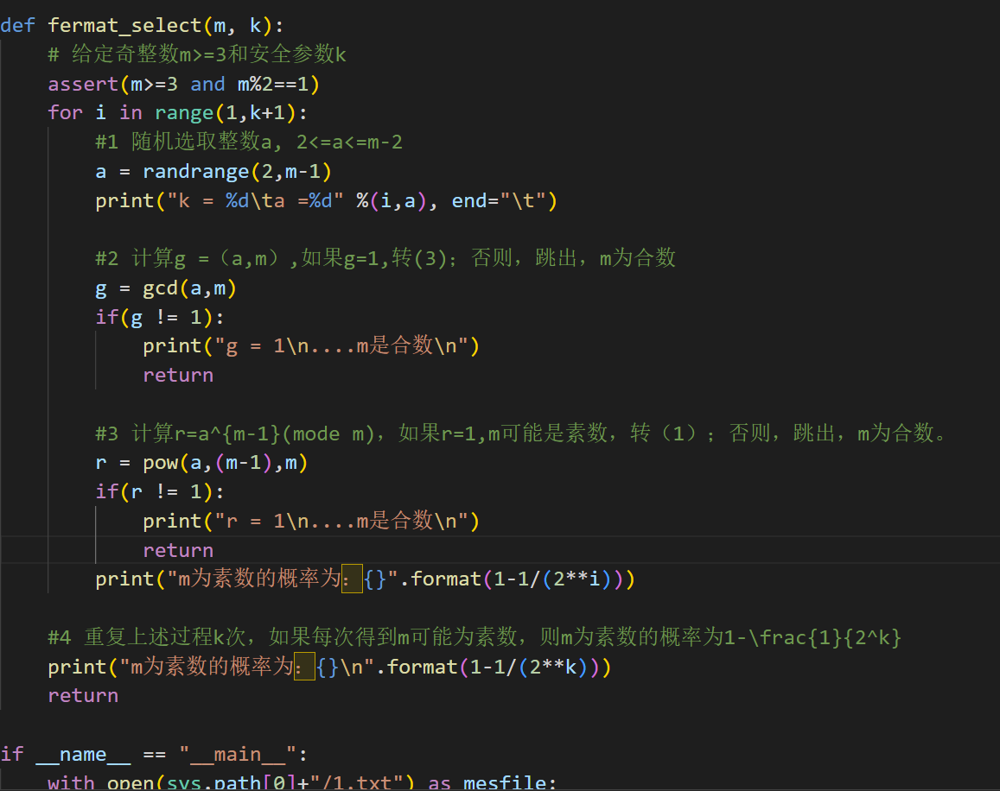 def fermat_select(m, k):
    # 给定奇整数m>=3和安全参数k
    assert(m>=3 and m%2==1)
    for i in range(1,k+1):
        #1 随机选取整数a, 2<=a<=m-2
        a = randrange(2,m-1)
        print("k = %d\ta =%d" %(i,a), end="\t")
        #2 计算g =（a,m）,如果g=1,转(3)；否则，跳出，m为合数
        g = gcd(a,m)
        if(g != 1):
            print("g = 1\n....m是合数\n")
            return
        #3 计算r=a^{m-1}(mode m)，如果r=1,m可能是素数，转（1）；否则，跳出，m为合数。
        r = pow(a,(m-1),m)
        if(r != 1):
            print("r = 1\n....m是合数\n")
            return
        print("m为素数的概率为：{}".format(1-1/(2**i)))
    #4 重复上述过程k次，如果每次得到m可能为素数，则m为素数的概率为1-\frac{1}{2^k}
    print("m为素数的概率为：{}\n".format(1-1/(2**k)))
    return
if __name__ == "__main__":
    with open(sys.path[0]+"/1.txt") as mesfile: